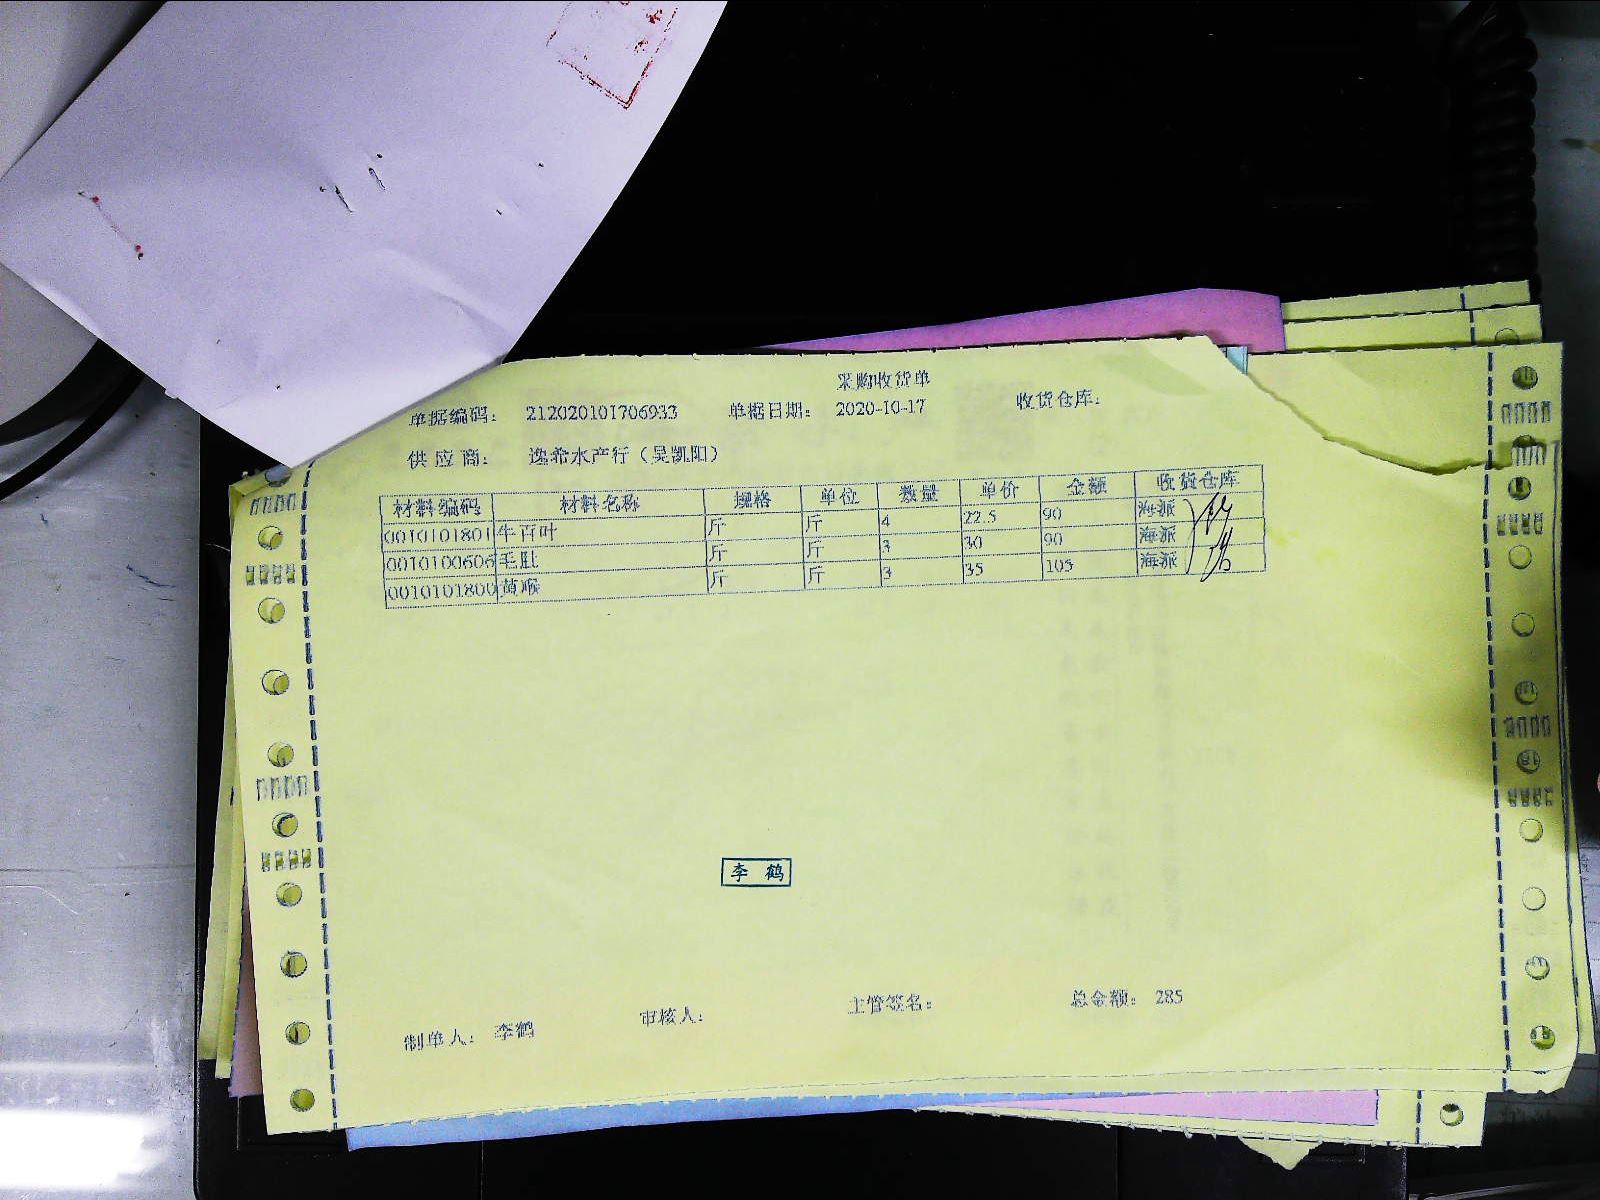 采购收货单
单据编码: 212020101706933 单据日期: 2020-10-17 收货仓库:
供应商: 逸希水产行(吴凯阳)
材料编码 材料名称 规格 单位 数量 单价 金额 收货仓库
0010101801 牛百叶 斤 斤 4 22.5 90 海派
0010100606 毛肚 斤 斤 3 30 90 海派
0010101800 黄喉 斤 斤 3 35 105 海派
李鹤
制单人: 李鹤 审核人: 主管签名: 总金额: 285